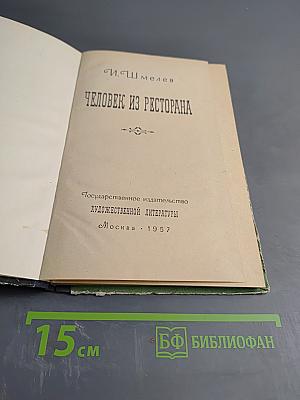 И. Шмелев
ЧЕЛОВЕК ИЗ РЕСТОРАНА
Государственное издательство
ХУДОЖЕСТВЕННОЙ ЛИТЕРАТУРЫ
Москва · 1957
15 см
БФ БИБЛИОФАН